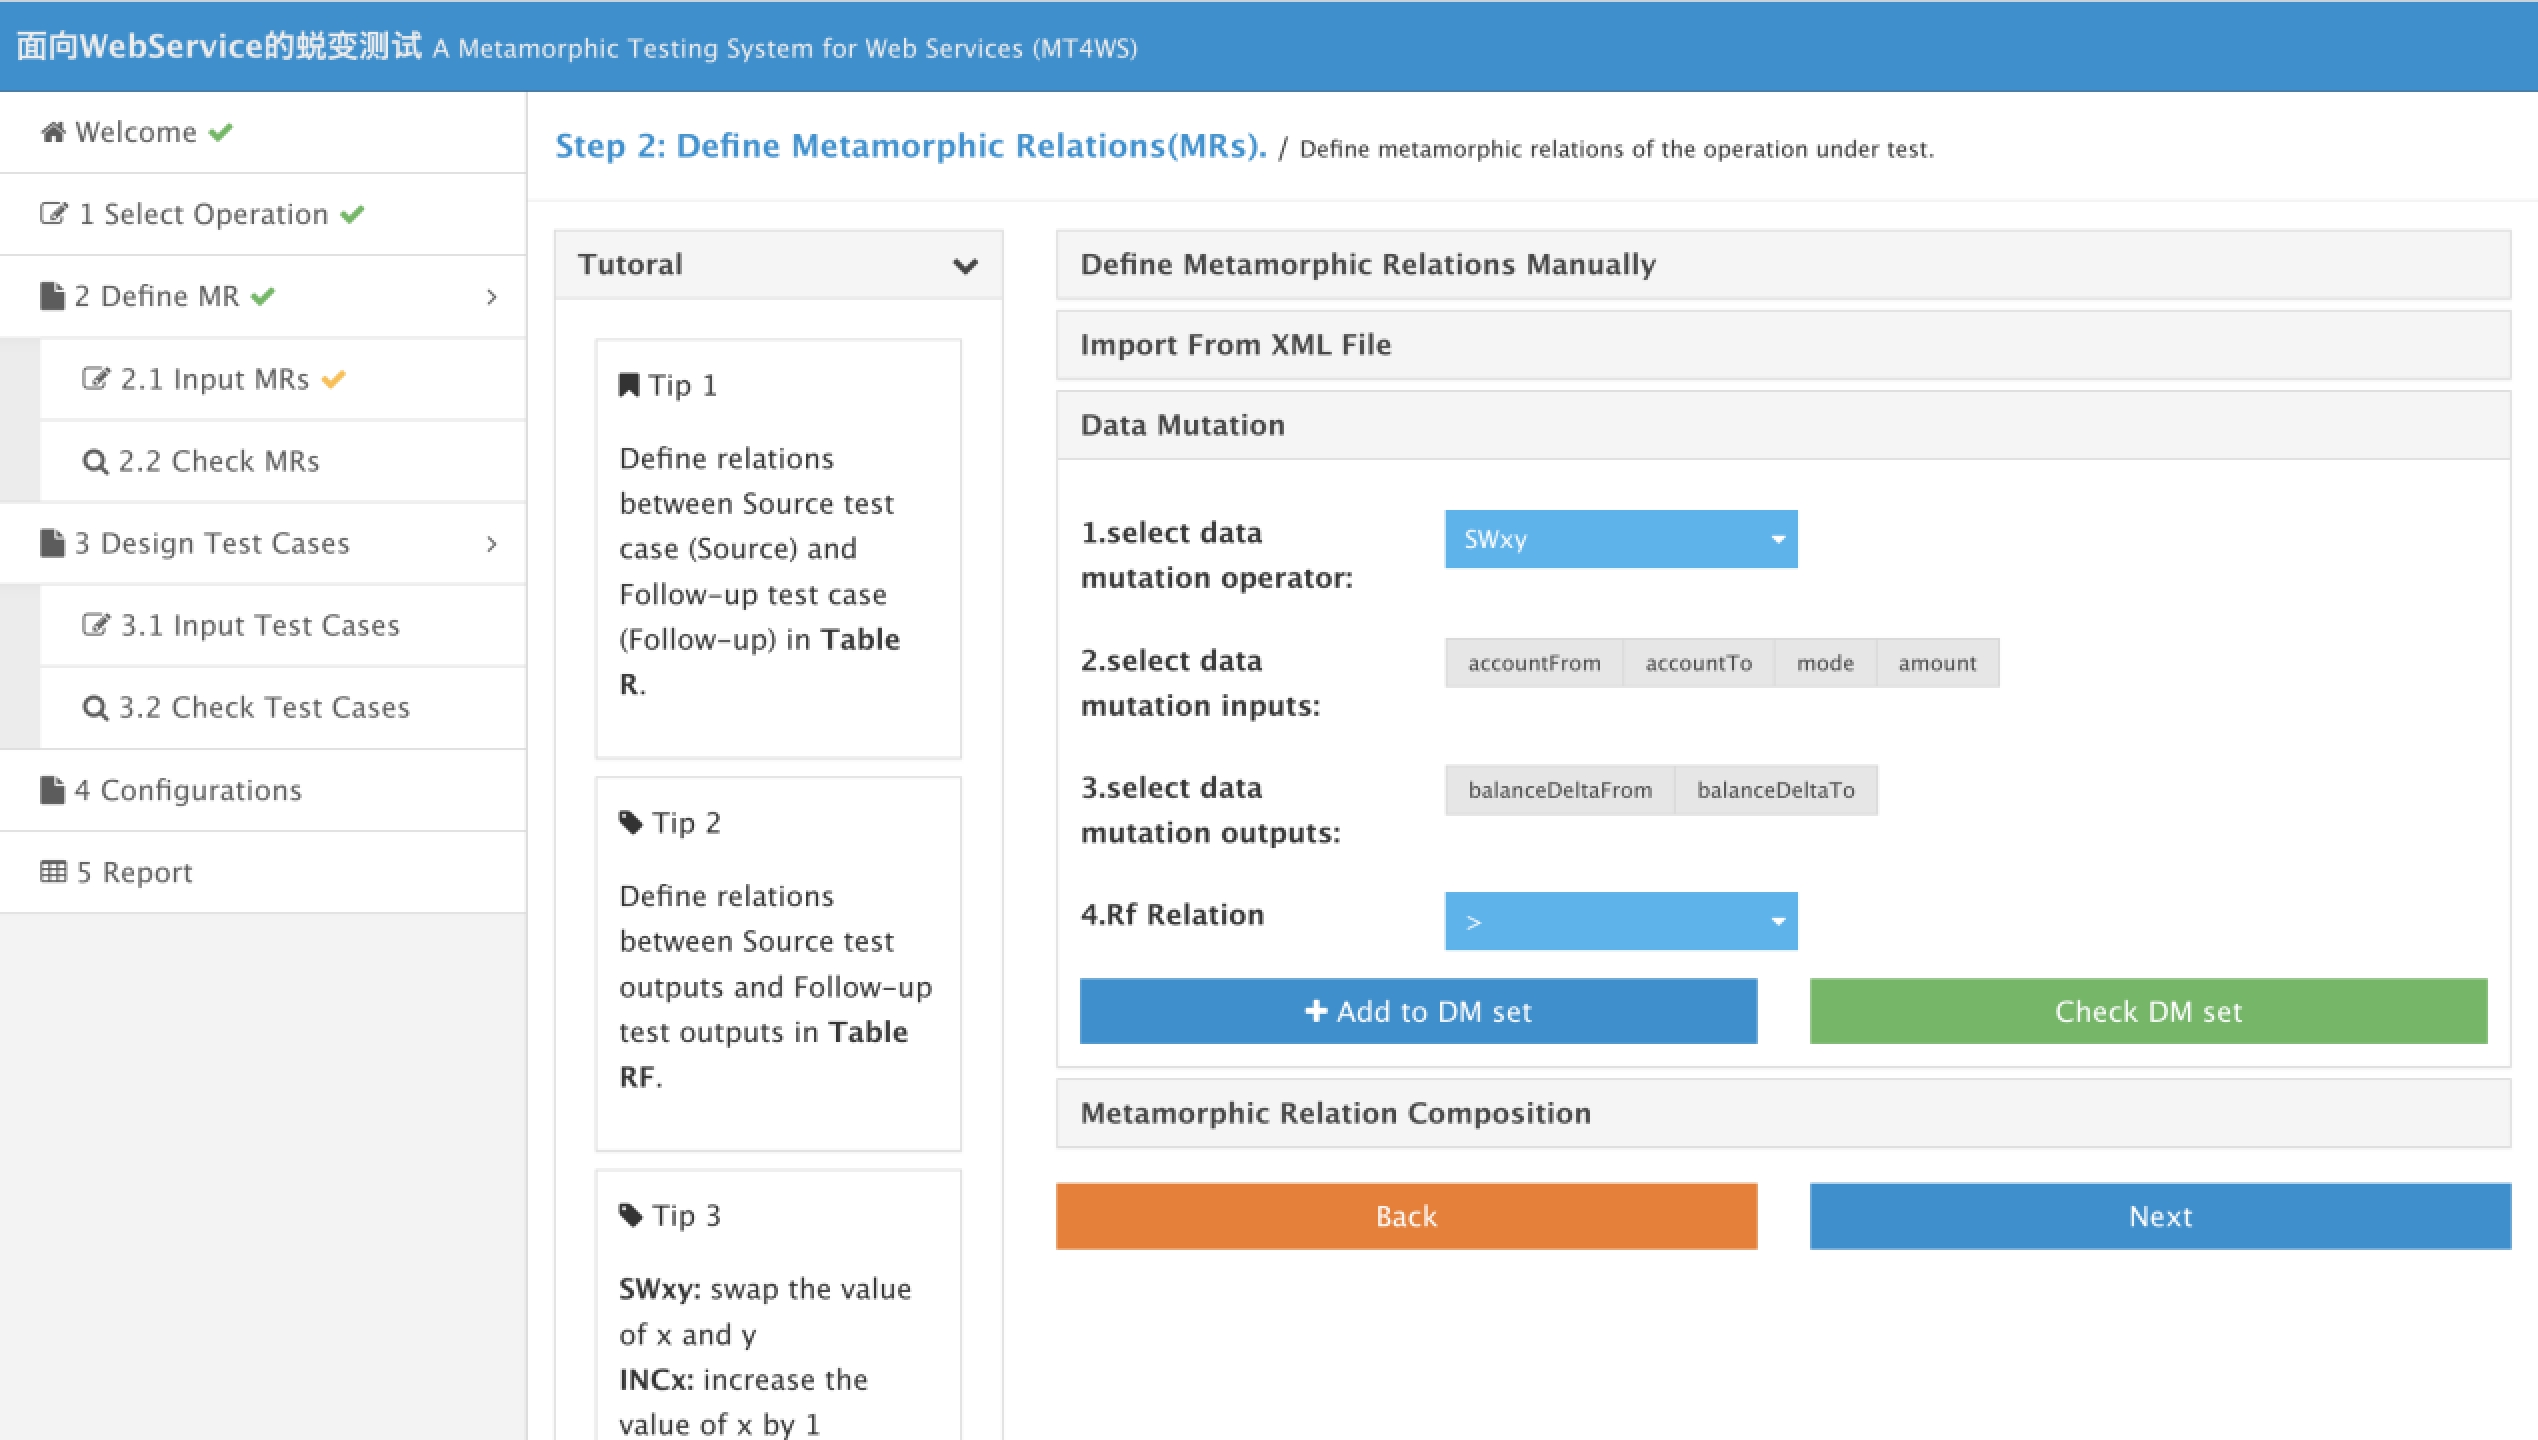 面向WebService的蜕变测试 A Metamorphic Testing System for Web Services (MT4WS)
Welcome
1 Select Operation
2 Define MR
2.1 Input MRs
2.2 Check MRs
3 Design Test Cases
3.1 Input Test Cases
3.2 Check Test Cases
4 Configurations
5 Report
Step 2: Define Metamorphic Relations(MRs). / Define metamorphic relations of the operation under test.
Tutoral
Tip 1
Define relations
between Source test
case (Source) and
Follow-up test case
(Follow-up) in Table
R.
Tip 2
Define relations
between Source test
outputs and Follow-up
test outputs in Table
RF.
Tip 3
SWxy: swap the value
of x and y
INCx: increase the
value of x by 1
Define Metamorphic Relations Manually
Import From XML File
Data Mutation
1.select data
mutation operator:
SWxy
2.select data
mutation inputs:
accountFrom accountTo mode amount
3.select data
mutation outputs:
balanceDeltaFrom balanceDeltaTo
4.Rf Relation
>
Add to DM set
Check DM set
Metamorphic Relation Composition
Back
Next